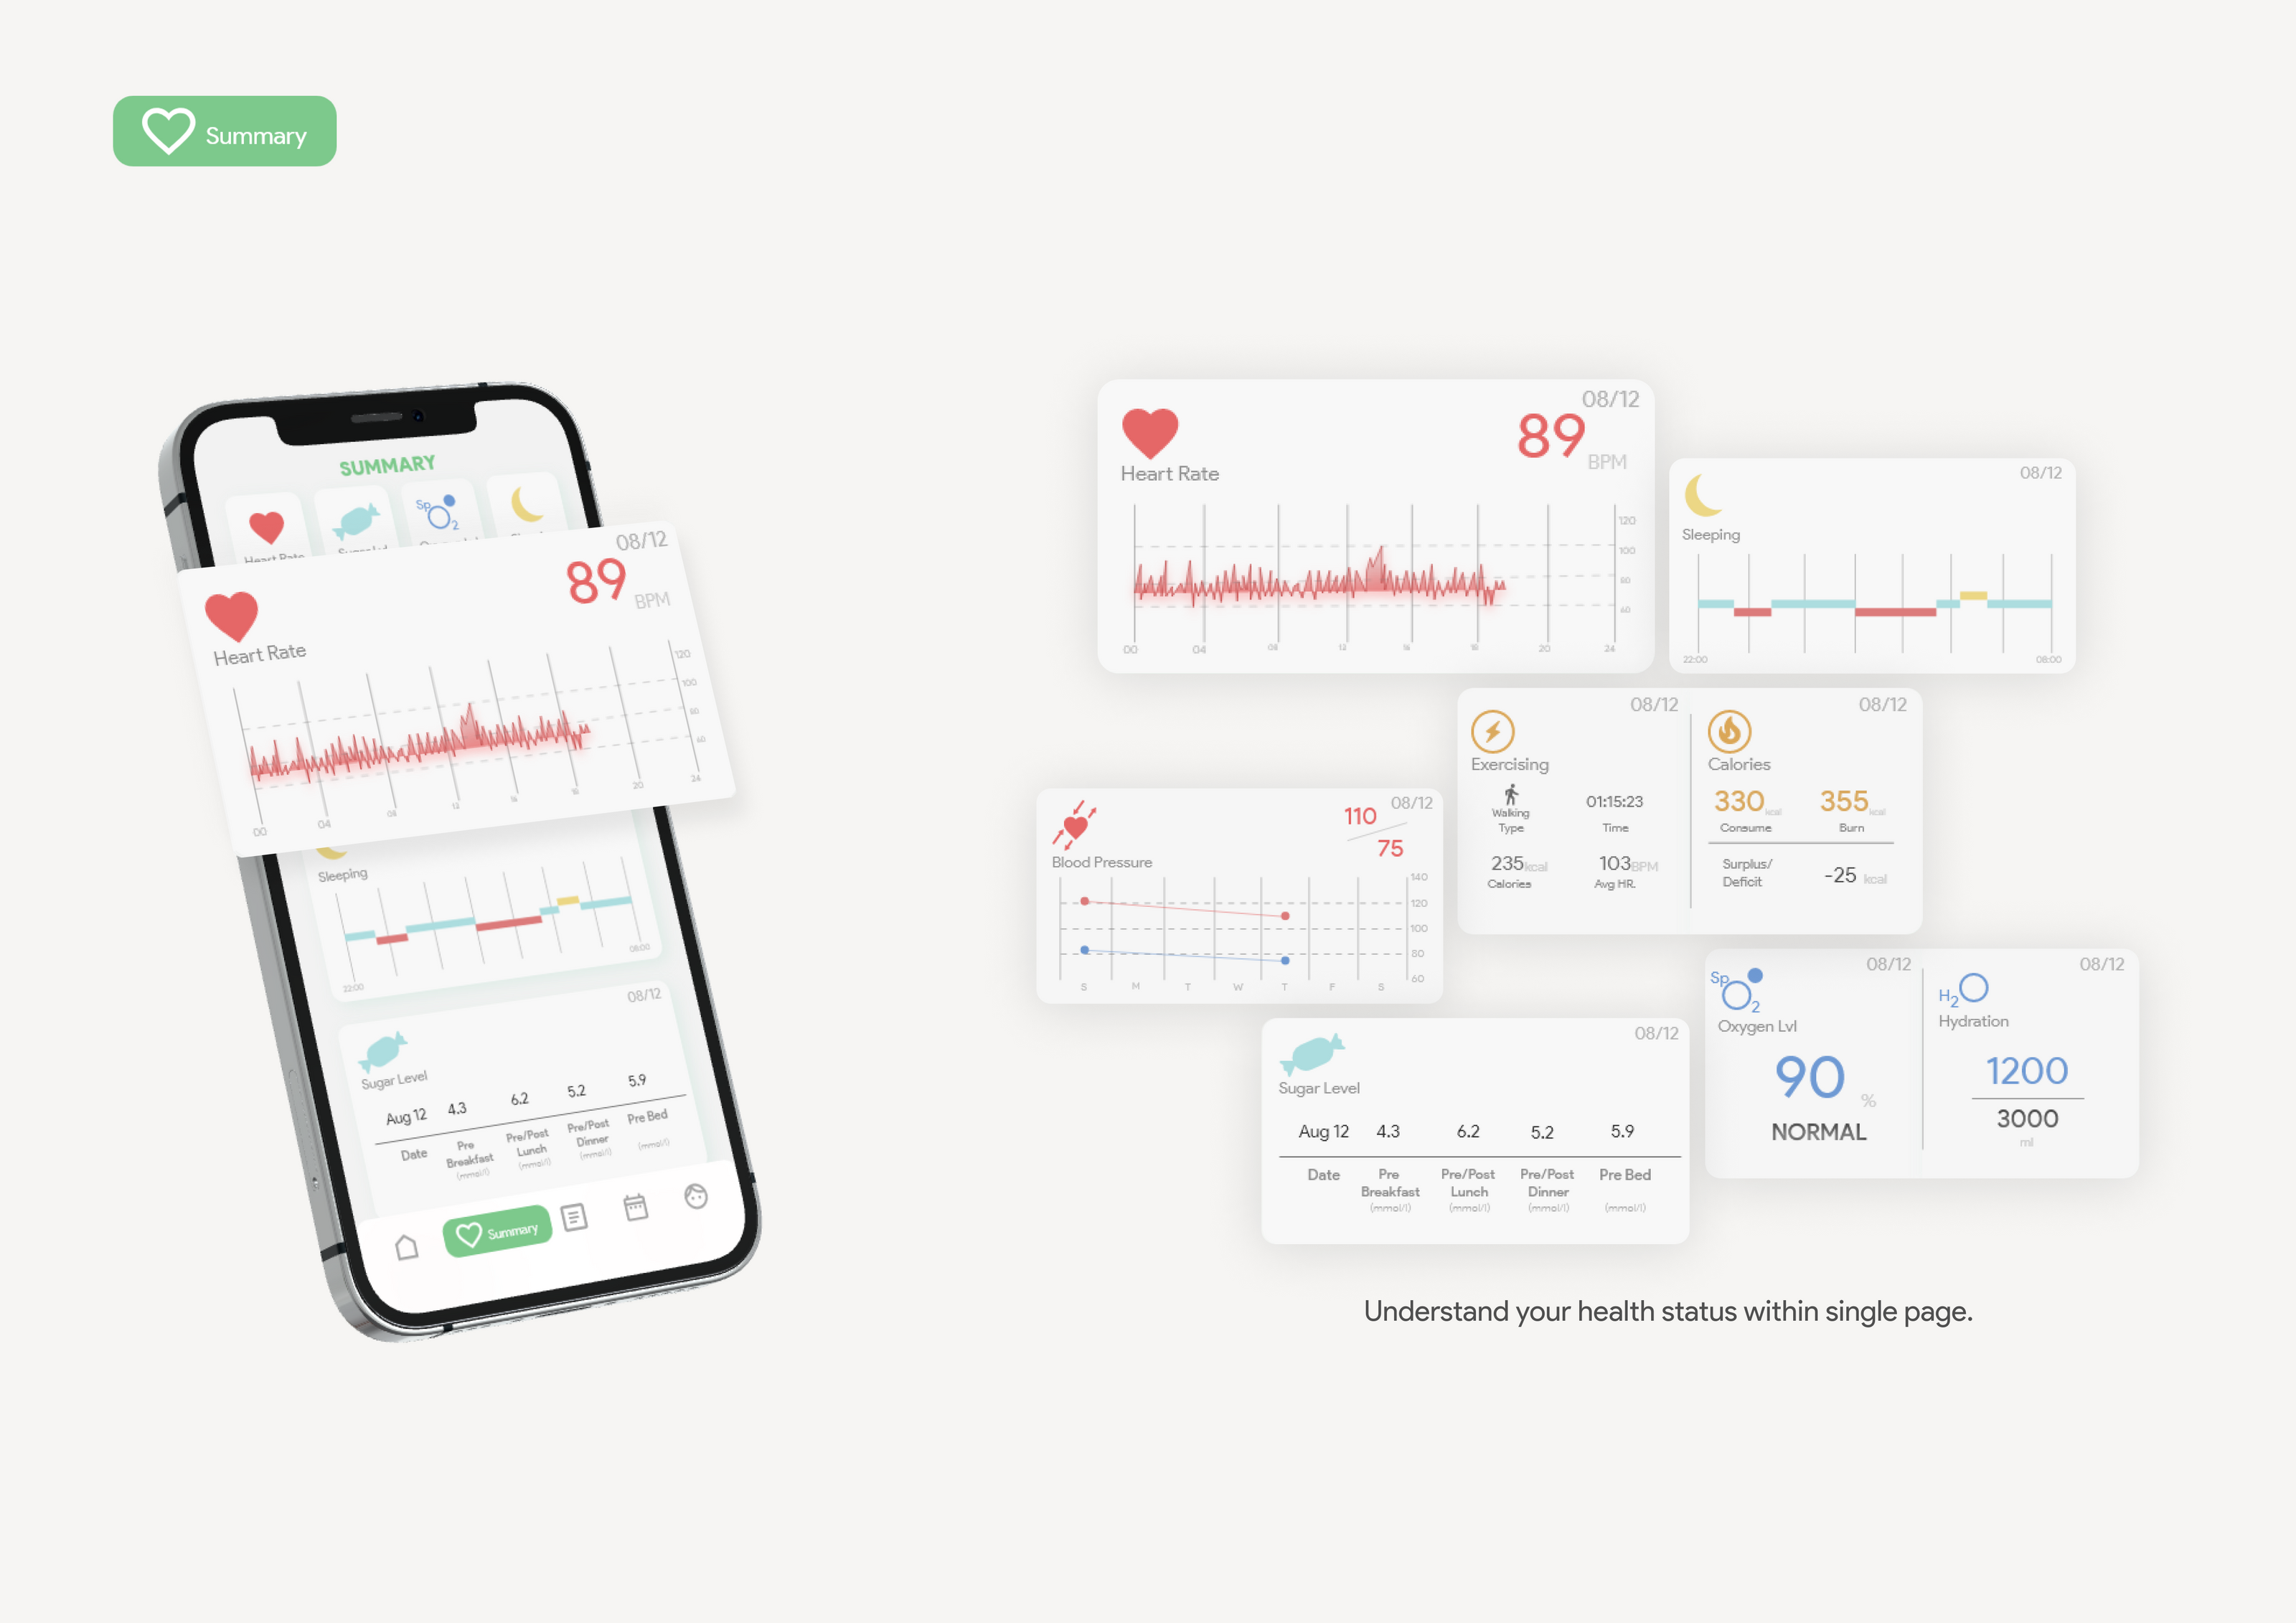 Summary
SUMMARY
Heart Rate
Sp
2
08/12
89
BPM
Heart Rate
120
100
80
60
00
04
08
12
16
18
20
24
Sleeping
22:00
08:00
08/12
Sugar Level
Aug 12 4.3 6.2 5.2 5.9
Date Pre Pre/Post Pre/Post Pre Bed
Breakfast Lunch Dinner
(mmol/l) (mmol/l) (mmol/l) (mmol/l)
Summary
08/12
89
BPM
Heart Rate
120
100
80
60
00 04 08 12 16 18 20 24
08/12
Sleeping
22:00 08:00
08/12
Exercising
Walking
Type
01:15:23
Time
235kcal
Calories
103BPM
Avg HR.
08/12
Calories
330kcal
Consume
355kcal
Burn
Surplus/
Deficit
-25 kcal
08/12
110
75
Blood Pressure
140
120
100
80
60
S M T W T F S
08/12
Sp
2
Oxygen Lvl
90
%
NORMAL
08/12
H2O
Hydration
1200
3000
ml
08/12
Sugar Level
Aug 12 4.3 6.2 5.2 5.9
Date Pre Pre/Post Pre/Post Pre Bed
Breakfast Lunch Dinner
(mmol/l) (mmol/l) (mmol/l) (mmol/l)
Understand your health status within single page.